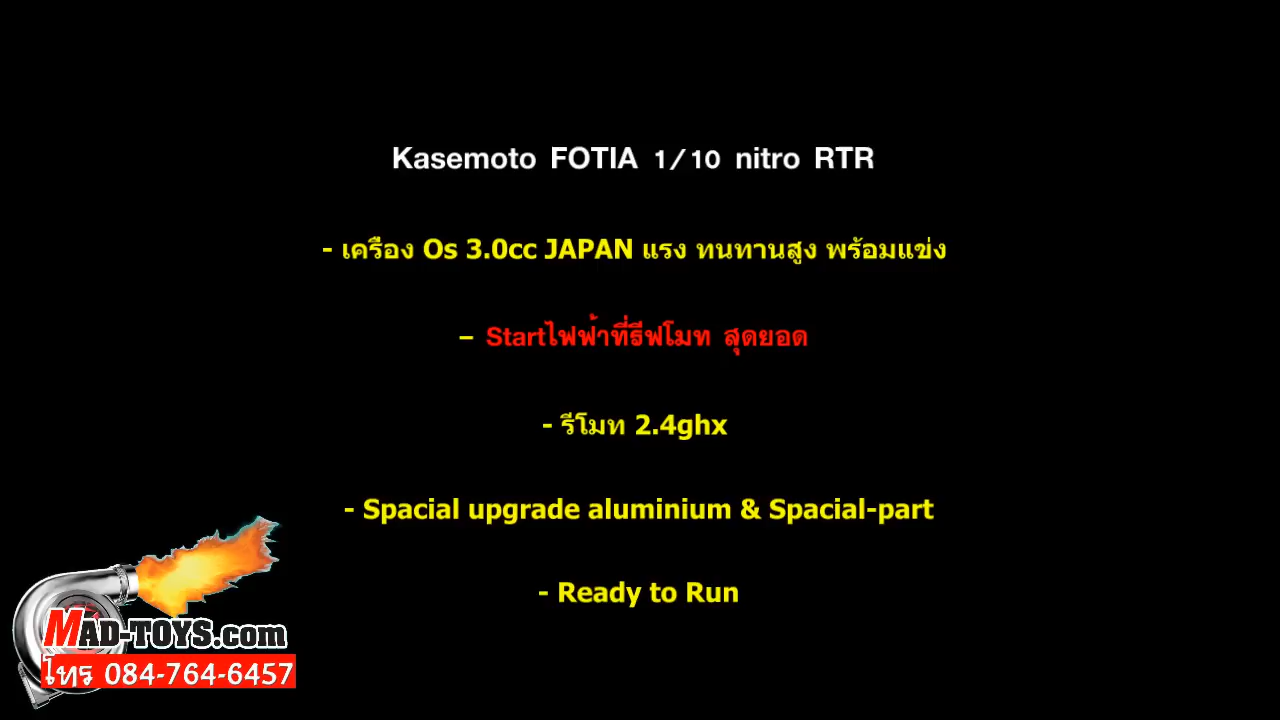 Kasemoto FOTIA 1/10 nitro RTR
- เครื่อง Os 3.0cc JAPAN แรง ทนทานสูง พร้อมแข่ง
– Startไฟฟ้าที่รีฟโมท สุดยอด
- รีโมท 2.4ghx
- Spacial upgrade aluminium & Spacial-part
- Ready to Run
MAD-TOYS.com
โทร 084-764-6457